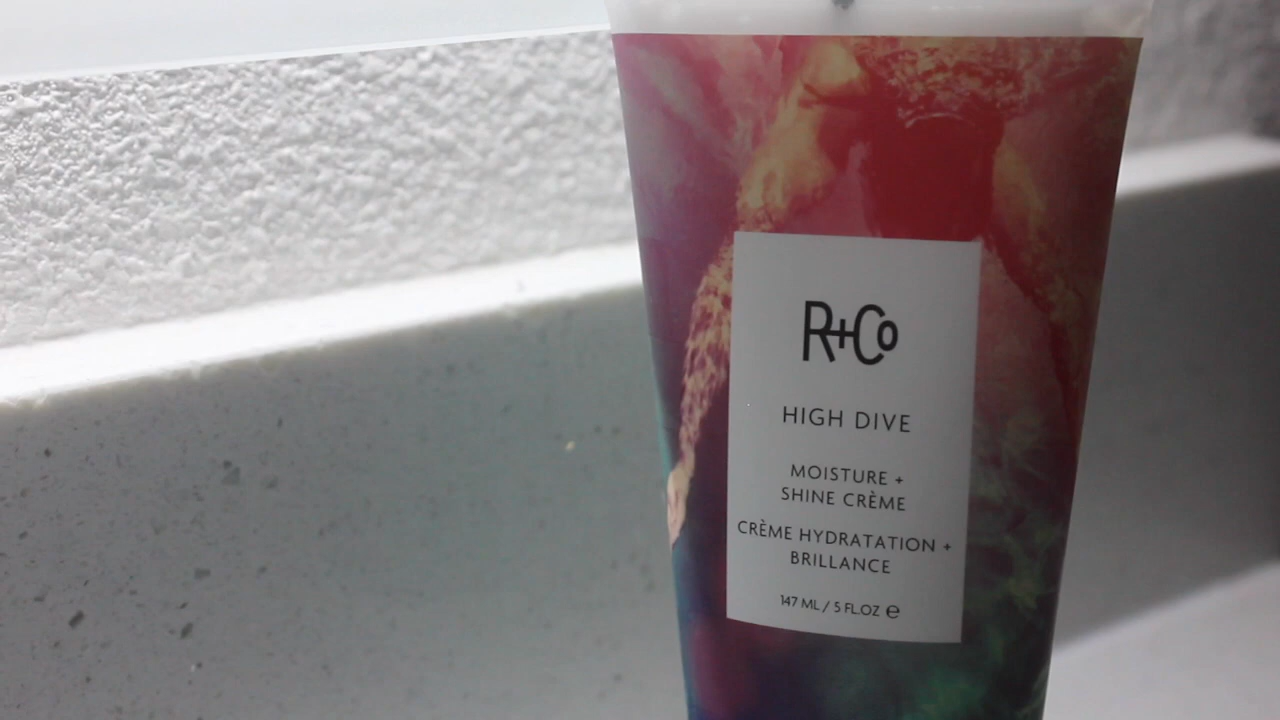 R+Co
HIGH DIVE
MOISTURE +
SHINE CRÈME
CRÈME HYDRATATION +
BRILLANCE
147 ML / 5 FL.OZ ℮